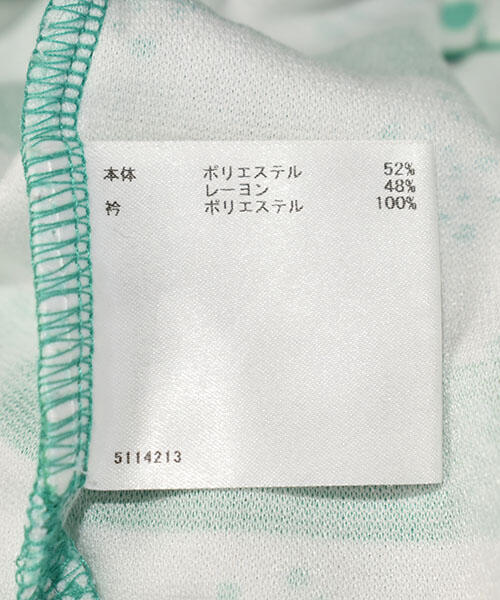 本体 ポリエステル 52%
レーヨン 48%
衿 ポリエステル 100%
5114213